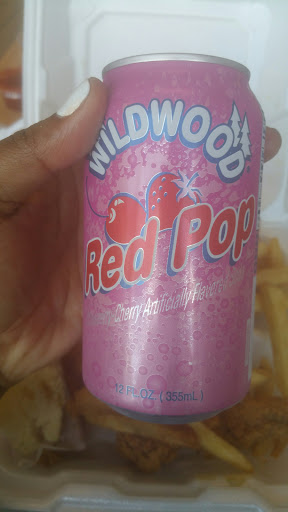 WILDWOOD
Red Pop
Cherry Artificially Flavored
12 FL OZ. (355mL)